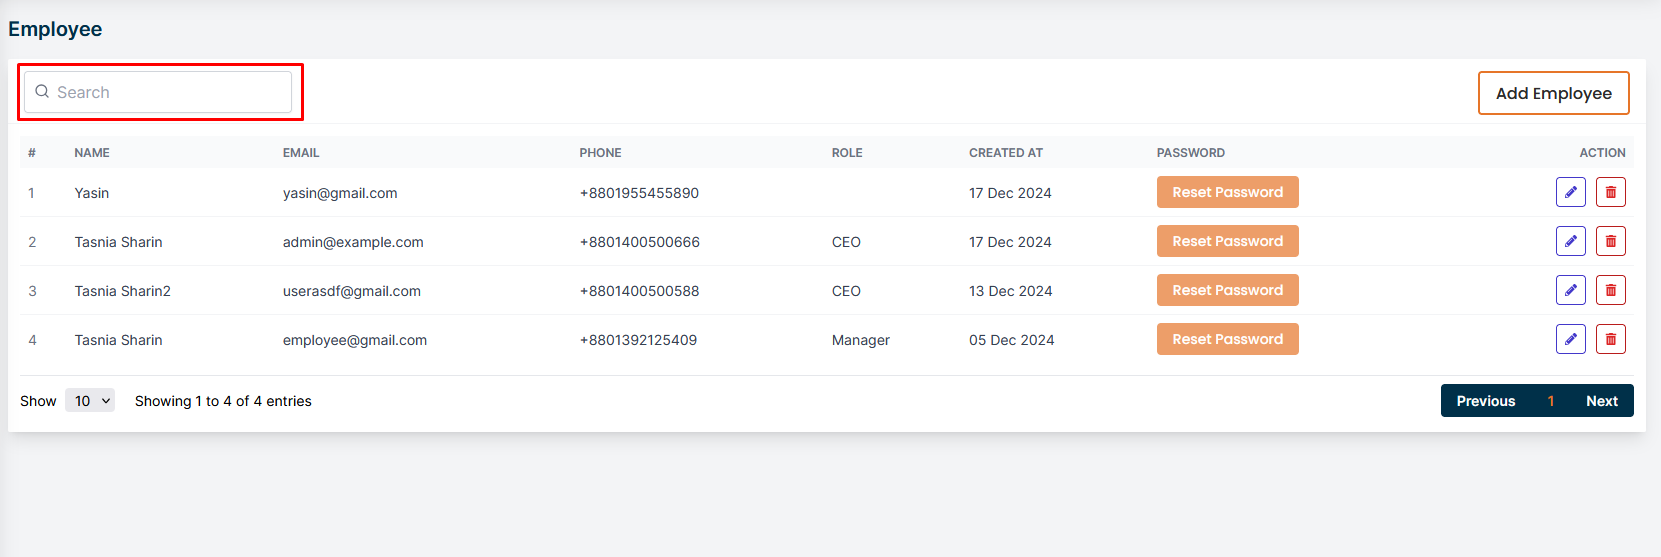 Employee
Search
Add Employee
# NAME EMAIL PHONE ROLE CREATED AT PASSWORD ACTION
1 Yasin yasin@gmail.com +8801955455890 17 Dec 2024 Reset Password
2 Tasnia Sharin admin@example.com +8801400500666 CEO 17 Dec 2024 Reset Password
3 Tasnia Sharin2 userasdf@gmail.com +8801400500588 CEO 13 Dec 2024 Reset Password
4 Tasnia Sharin employee@gmail.com +8801392125409 Manager 05 Dec 2024 Reset Password
Show 10 Showing 1 to 4 of 4 entries Previous 1 Next